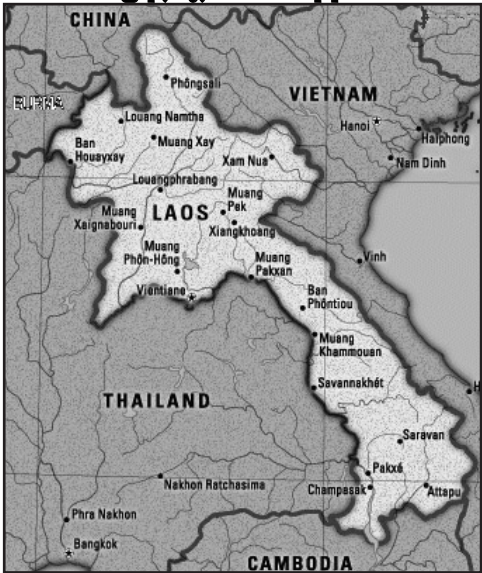 CHINA
Phôngsali
VIETNAM
BURMA
Louang Namtha
Hanoi
Haiphong
Ban
Houayxay
Muang Xay
Xam Nua
Nam Dinh
Louangphrabang
Muang
Pek
LAOS
Muang
Xaignabouri
Xiangkhoang
Muang
Phôn-Hông
Muang
Pakxan
Vinh
Vientiane
Ban
Phôntiou
Muang
Khammouan
Savannakhét
THAILAND
Saravan
Pakxé
Nakhon Ratchasima
Champasak
Attapu
Phra Nakhon
Bangkok
CAMBODIA